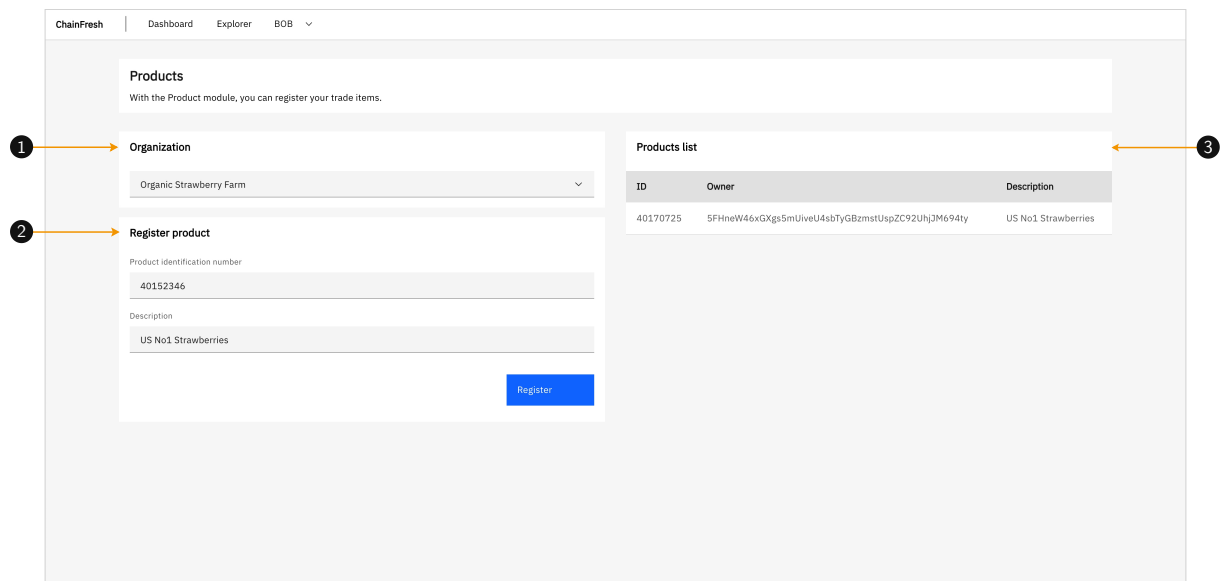 ChainFresh Dashboard Explorer BOB
Products
With the Product module, you can register your trade items.
1
Organization
Organic Strawberry Farm
2
Register product
Product identification number
40152346
Description
US No1 Strawberries
Register
3
Products list
ID Owner Description
40170725 5FHneW46xGXgs5mUiveU4sbTyGBzmstUspZC92UhjJM694ty US No1 Strawberries